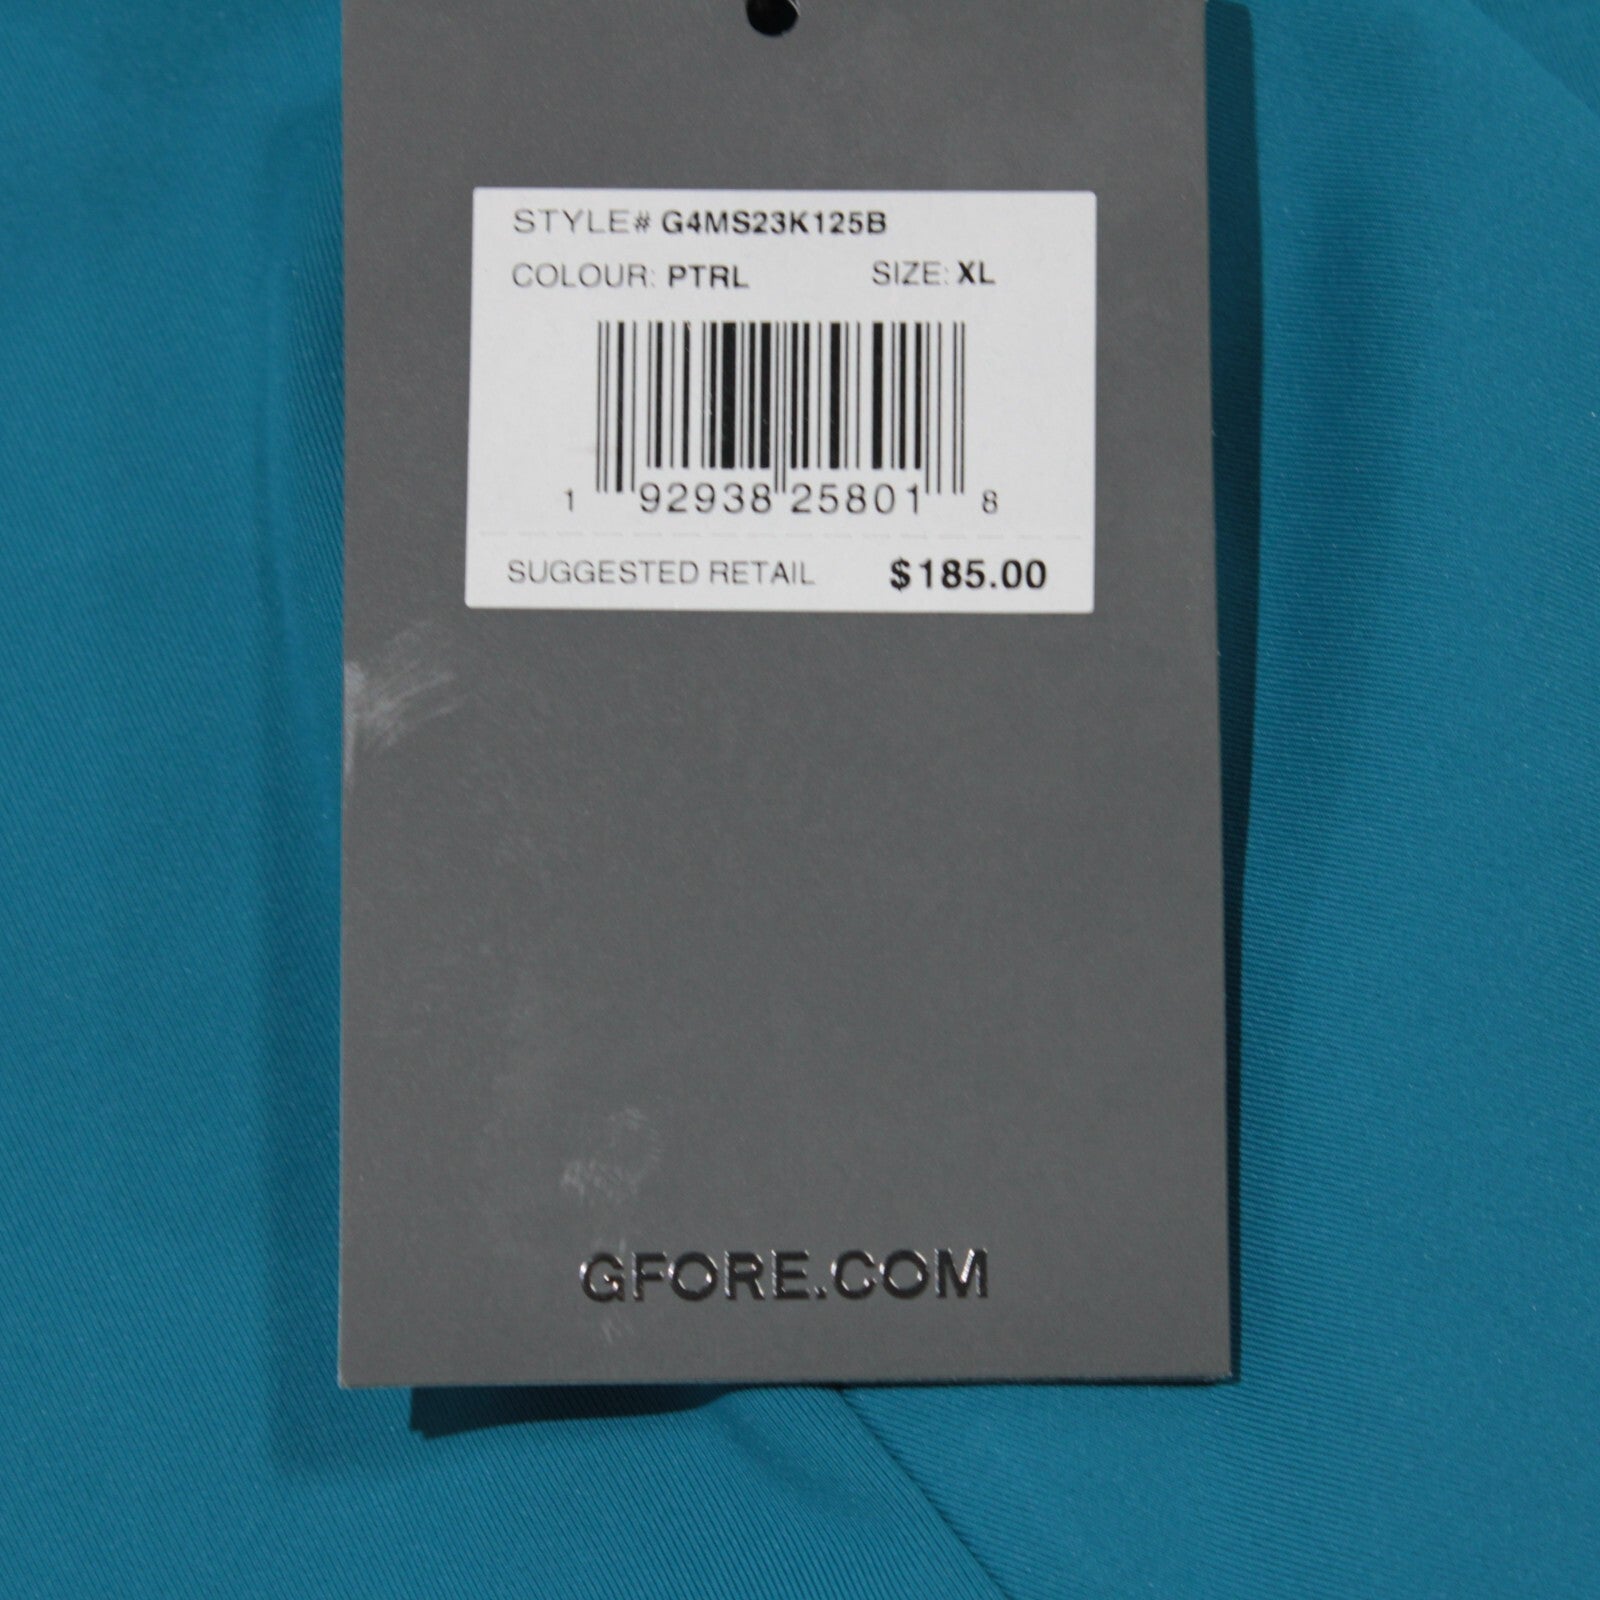 STYLE# G4MS23K125B
COLOUR: PTRL SIZE: XL
1 92938 25801 8
SUGGESTED RETAIL $185.00
GFORE.COM